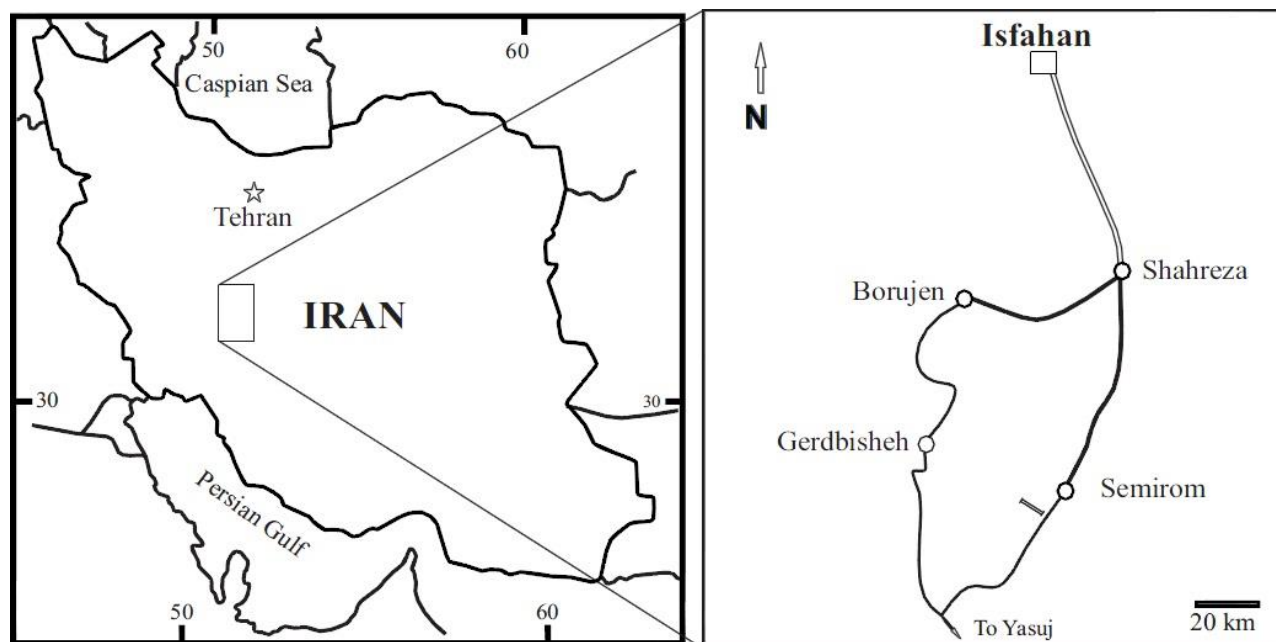 50
60
Caspian Sea
Tehran
IRAN
30
30
Persian Gulf
50
60
Isfahan
N
Shahreza
Borujen
Gerdbisheh
Semirom
To Yasuj
20 km